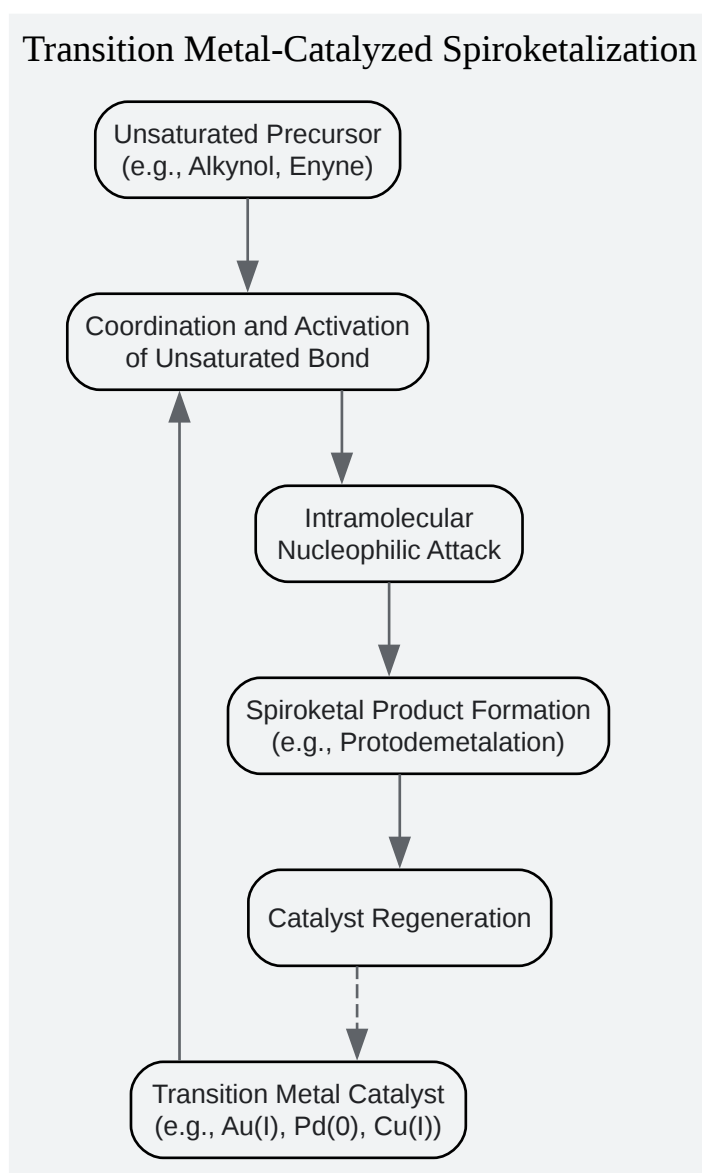 Transition Metal-Catalyzed Spiroketalization
Unsaturated Precursor
(e.g., Alkynol, Enyne)
Coordination and Activation
of Unsaturated Bond
Intramolecular
Nucleophilic Attack
Spiroketal Product Formation
(e.g., Protodemetalation)
Catalyst Regeneration
Transition Metal Catalyst
(e.g., Au(I), Pd(0), Cu(I))